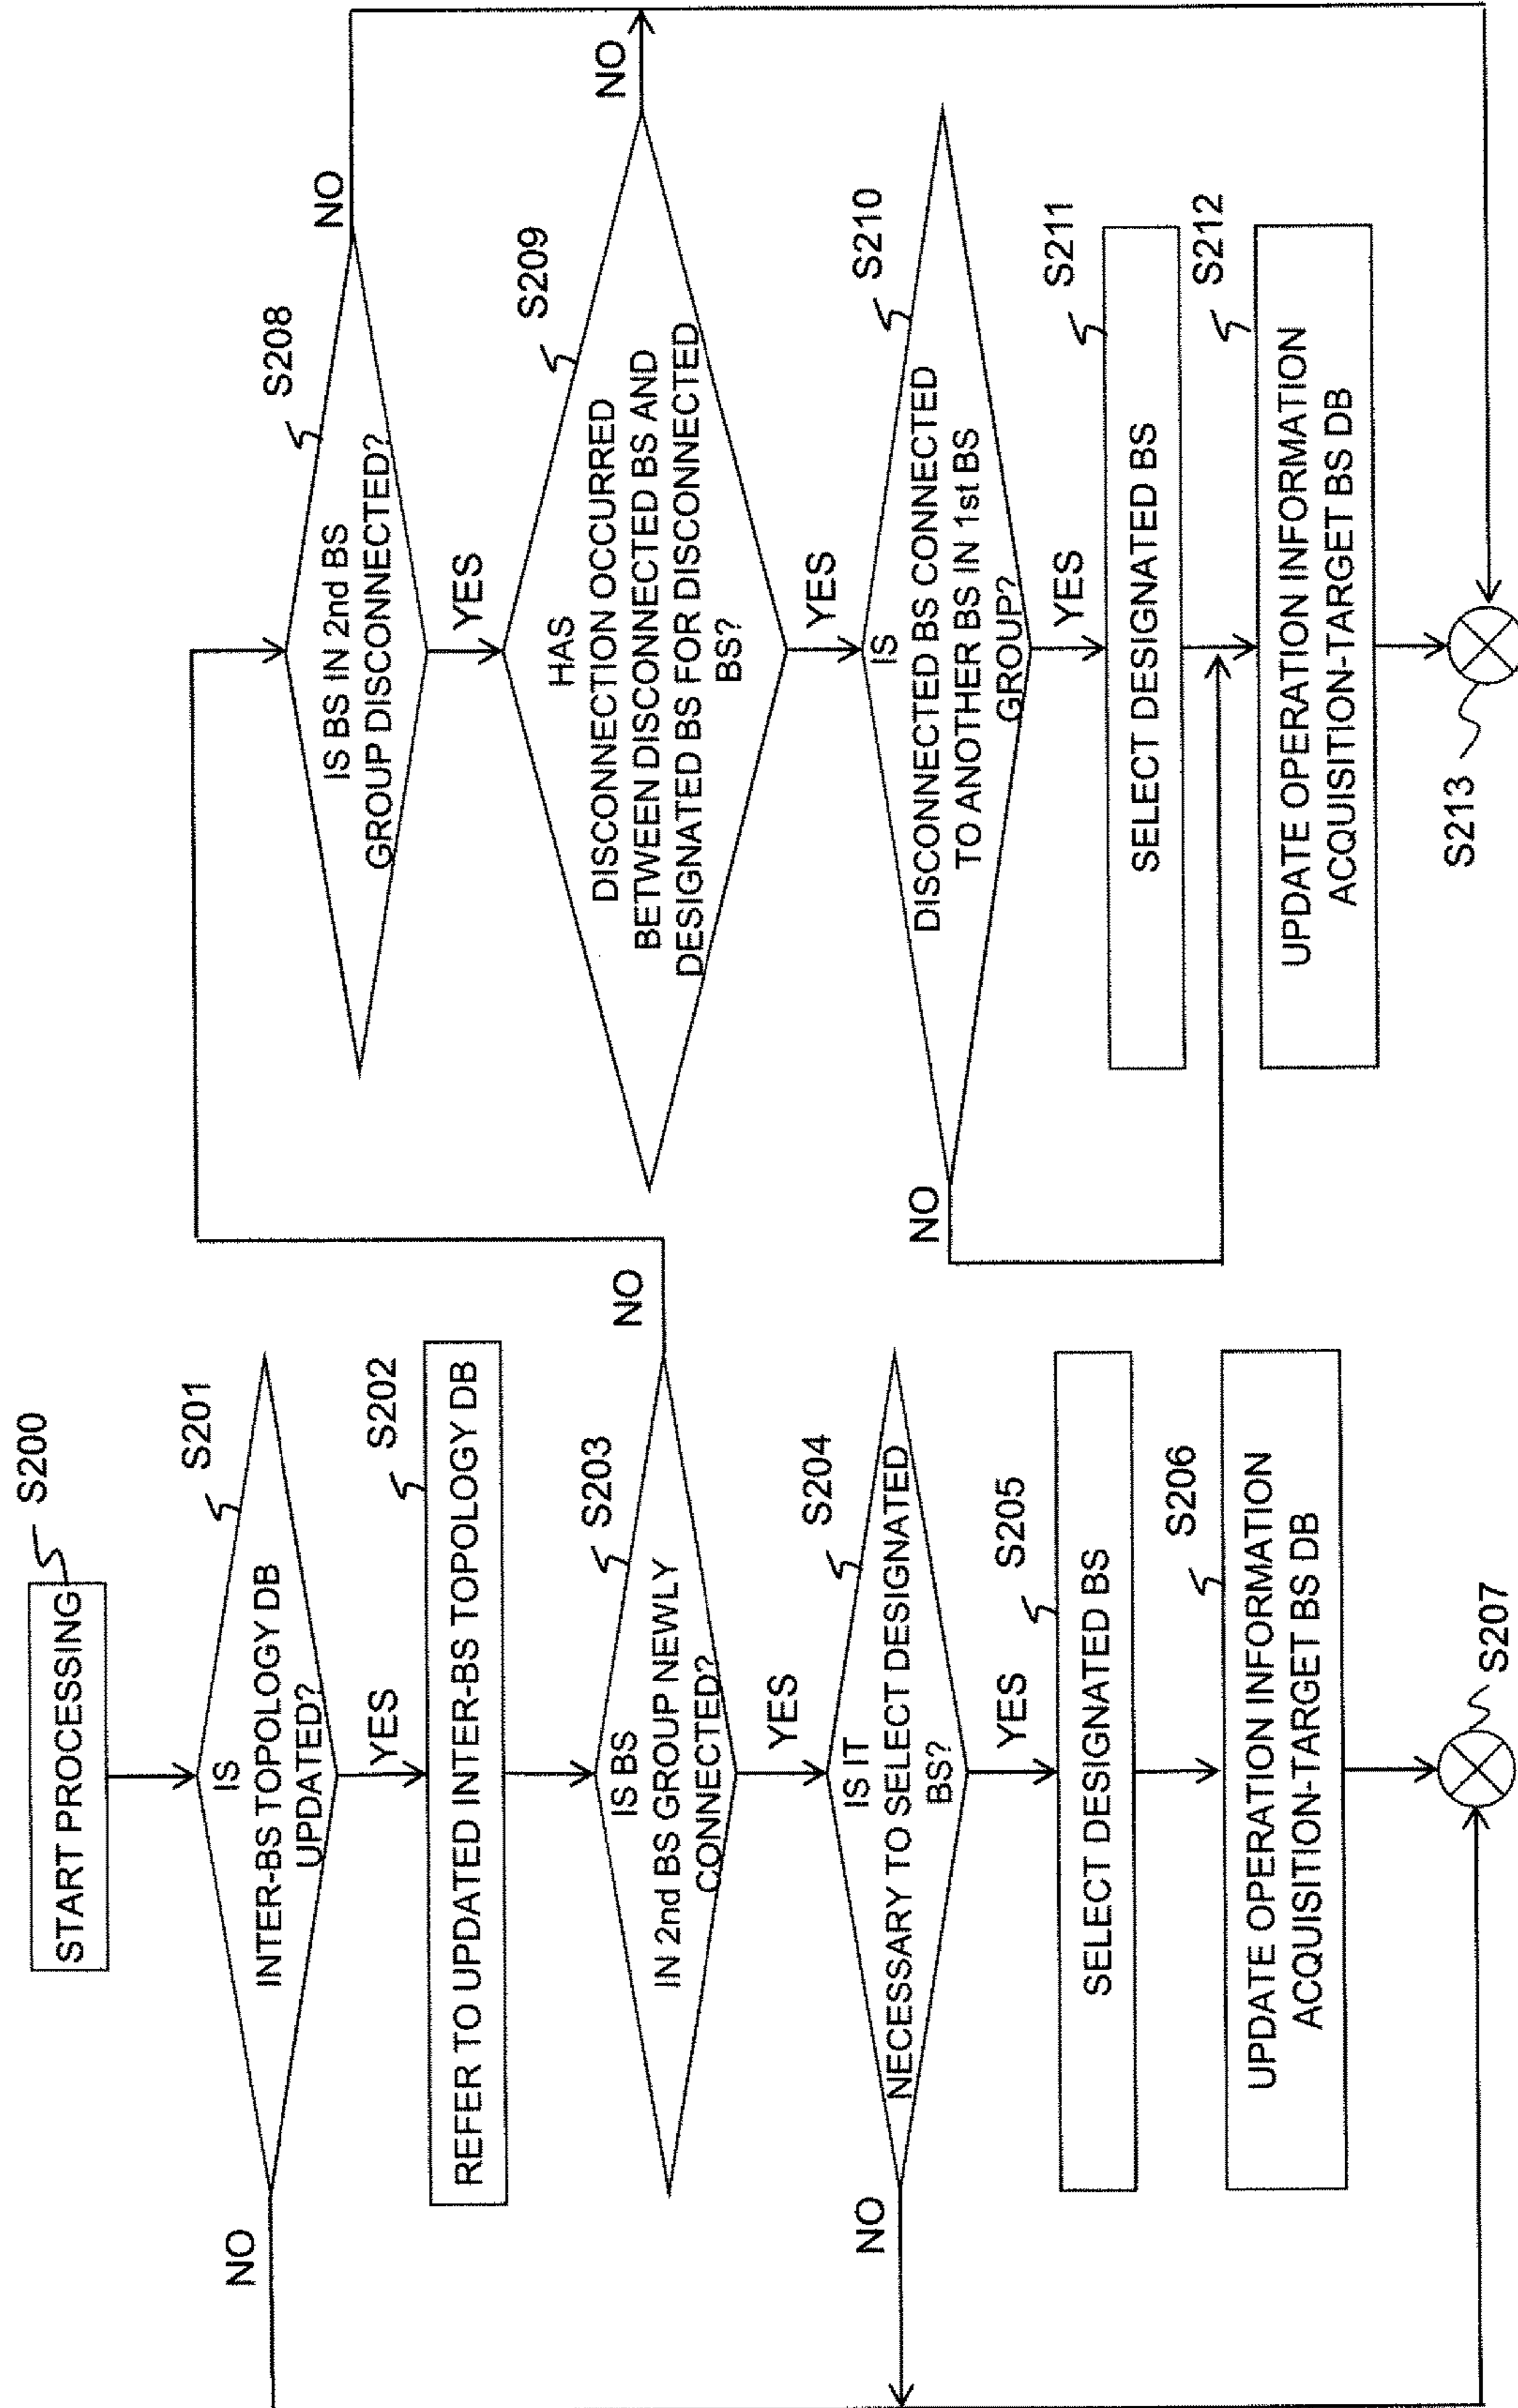 START PROCESSING
S200
IS
INTER-BS TOPOLOGY DB
UPDATED?
S201
NO
YES
REFER TO UPDATED INTER-BS TOPOLOGY DB
S202
IS BS
IN 2nd BS GROUP NEWLY
CONNECTED?
S203
NO
YES
IS IT
NECESSARY TO SELECT DESIGNATED
BS?
S204
NO
YES
SELECT DESIGNATED BS
S205
UPDATE OPERATION INFORMATION
ACQUISITION-TARGET BS DB
S206
S207
IS BS IN 2nd BS
GROUP DISCONNECTED?
S208
NO
YES
HAS
DISCONNECTION OCCURRED
BETWEEN DISCONNECTED BS AND
DESIGNATED BS FOR DISCONNECTED
BS?
S209
NO
YES
IS
DISCONNECTED BS CONNECTED
TO ANOTHER BS IN 1st BS
GROUP?
S210
NO
YES
SELECT DESIGNATED BS
S211
UPDATE OPERATION INFORMATION
ACQUISITION-TARGET BS DB
S212
S213